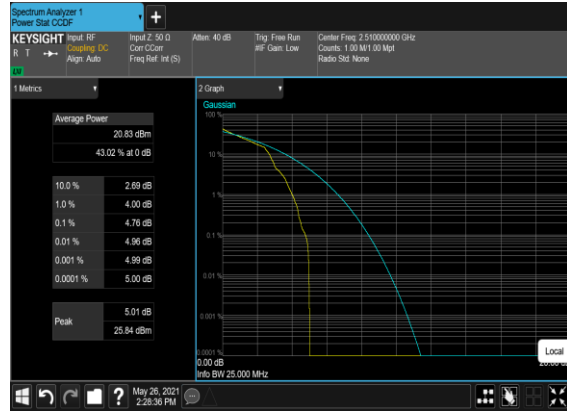 Spectrum Analyzer 1
Power Stat CCDF
+
KEYSIGHT
R T
LXI
Input: RF
Coupling: DC
Align: Auto
Input Z: 50 Ω
Corr CCorr
Freq Ref: Int (S)
Atten: 40 dB
Trig: Free Run
#IF Gain: Low
Center Freq: 2.510000000 GHz
Counts: 1.00 M/1.00 Mpt
Radio Std: None
1 Metrics
Average Power
20.83 dBm
43.02 % at 0 dB
10.0 % 2.69 dB
1.0 % 4.00 dB
0.1 % 4.76 dB
0.01 % 4.96 dB
0.001 % 4.99 dB
0.0001 % 5.00 dB
Peak
5.01 dB
25.84 dBm
2 Graph
Gaussian
100 %
10 %
1 %
0.1 %
0.01 %
0.001 %
0.0001 %
0.00 dB
Info BW 25.000 MHz
Local
?
May 26, 2021
2:28:36 PM